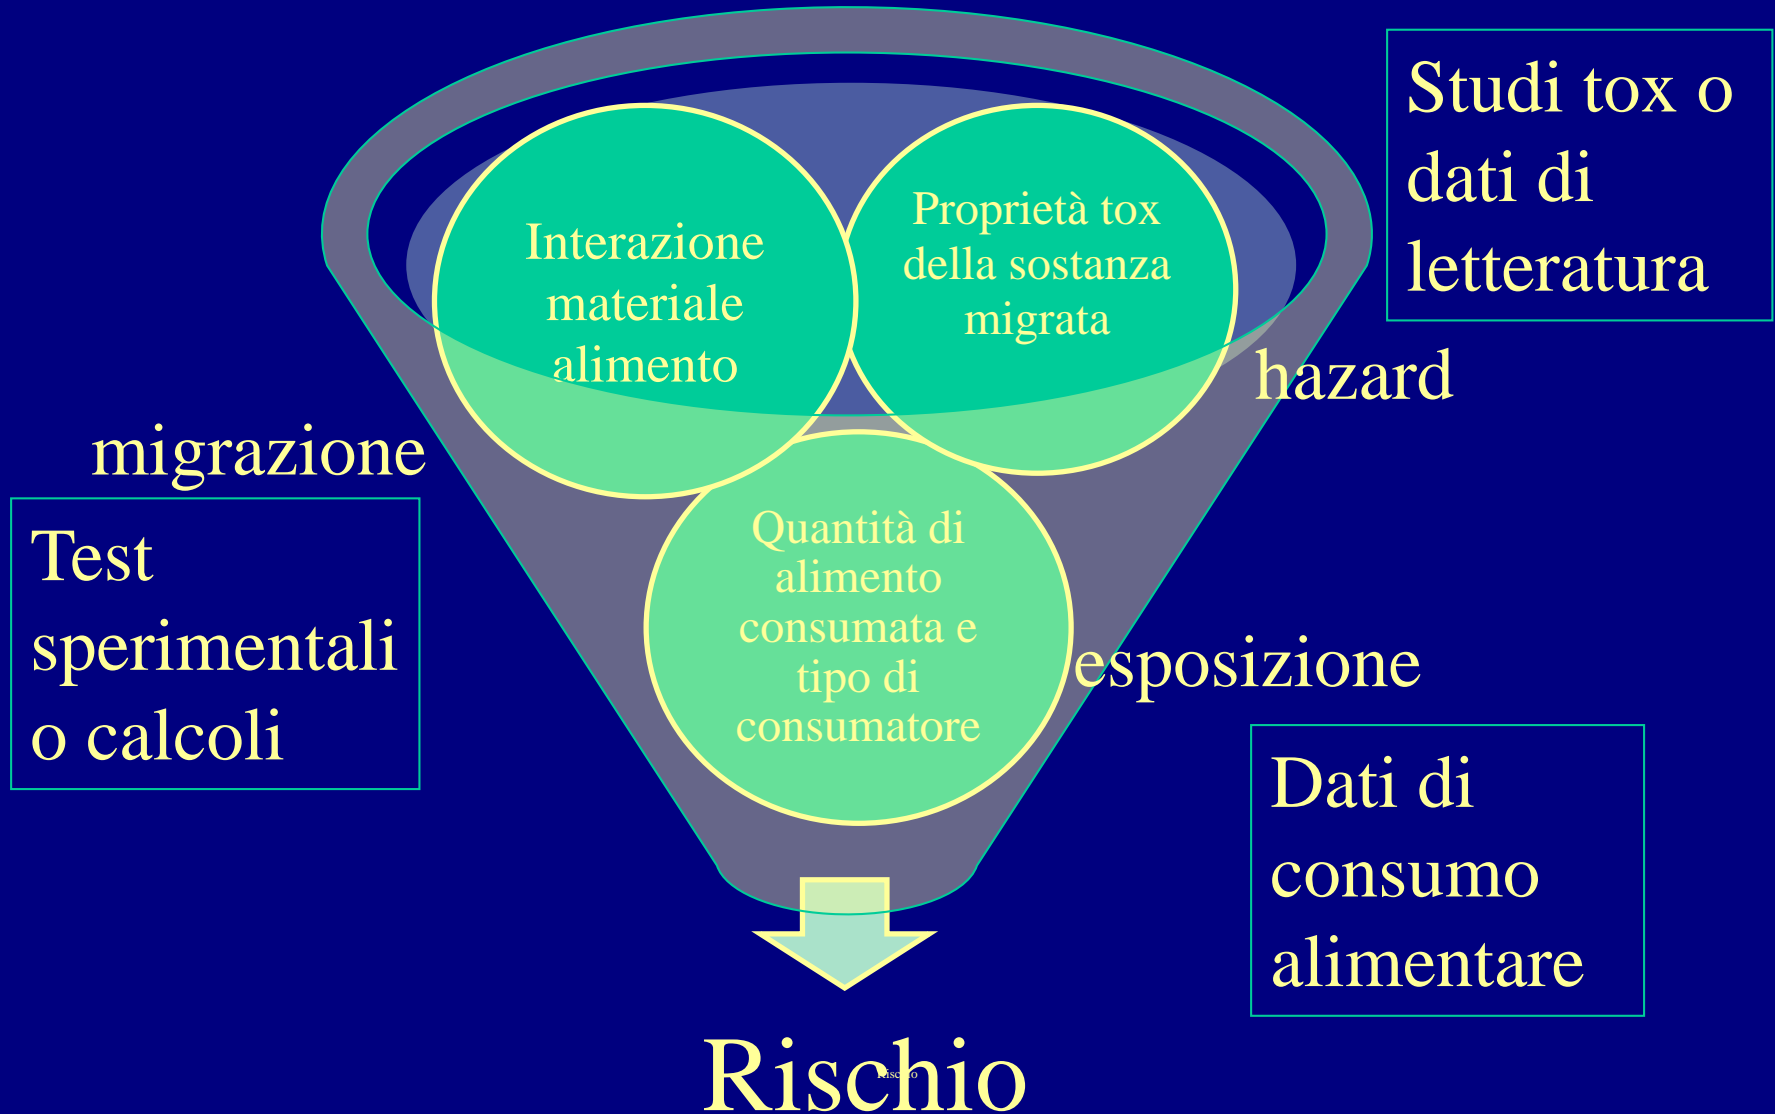 Studi tox o
dati di
letteratura
Proprietà tox
della sostanza
migrata
Interazione
materiale
alimento
hazard
migrazione
Test
sperimentali
o calcoli
Quantità di
alimento
consumata e
tipo di
consumatore
esposizione
Dati di
consumo
alimentare
Rischio
Rischio